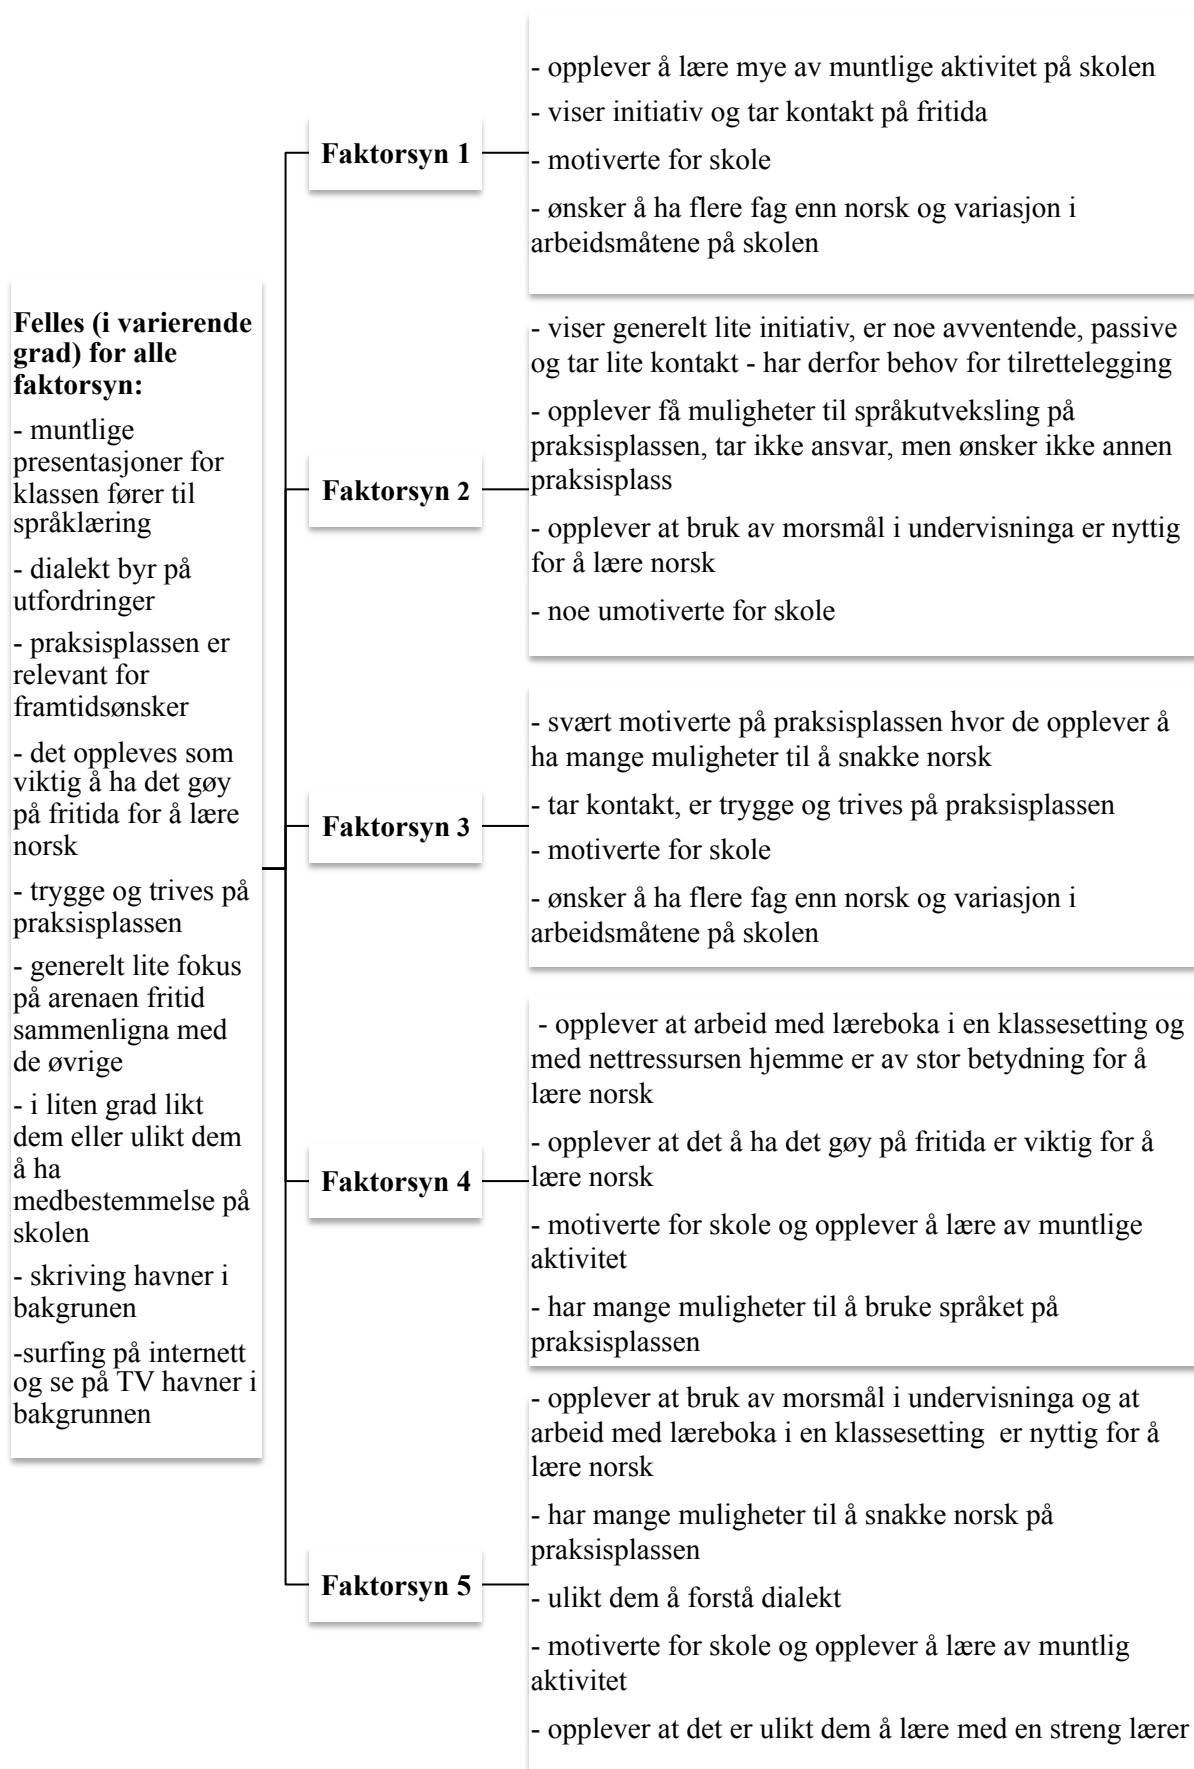 Felles (i varierende
grad) for alle
faktorsyn:
- muntlige
presentasjoner for
klassen fører til
språklæring
- dialekt byr på
utfordringer
- praksisplassen er
relevant for
framtidsønsker
- det oppleves som
viktig å ha det gøy
på fritida for å lære
norsk
- trygge og trives på
praksisplassen
- generelt lite fokus
på arenaen fritid
sammenligna med
de øvrige
- i liten grad likt
dem eller ulikt dem
å ha
medbestemmelse på
skolen
- skriving havner i
bakgrunen
-surfing på internett
og se på TV havner i
bakgrunnen
Faktorsyn 1
- opplever å lære mye av muntlige aktivitet på skolen
- viser initiativ og tar kontakt på fritida
- motiverte for skole
- ønsker å ha flere fag enn norsk og variasjon i
arbeidsmåtene på skolen
Faktorsyn 2
- viser generelt lite initiativ, er noe avventende, passive
og tar lite kontakt - har derfor behov for tilrettelegging
- opplever få muligheter til språkutveksling på
praksisplassen, tar ikke ansvar, men ønsker ikke annen
praksisplass
- opplever at bruk av morsmål i undervisninga er nyttig
for å lære norsk
- noe umotiverte for skole
Faktorsyn 3
- svært motiverte på praksisplassen hvor de opplever å
ha mange muligheter til å snakke norsk
- tar kontakt, er trygge og trives på praksisplassen
- motiverte for skole
- ønsker å ha flere fag enn norsk og variasjon i
arbeidsmåtene på skolen
Faktorsyn 4
- opplever at arbeid med læreboka i en klassesetting og
med nettressursen hjemme er av stor betydning for å
lære norsk
- opplever at det å ha det gøy på fritida er viktig for å
lære norsk
- motiverte for skole og opplever å lære av muntlige
aktivitet
- har mange muligheter til å bruke språket på
praksisplassen
Faktorsyn 5
- opplever at bruk av morsmål i undervisninga og at
arbeid med læreboka i en klassesetting  er nyttig for å
lære norsk
- har mange muligheter til å snakke norsk på
praksisplassen
- ulikt dem å forstå dialekt
- motiverte for skole og opplever å lære av muntlig
aktivitet
- opplever at det er ulikt dem å lære med en streng lærer